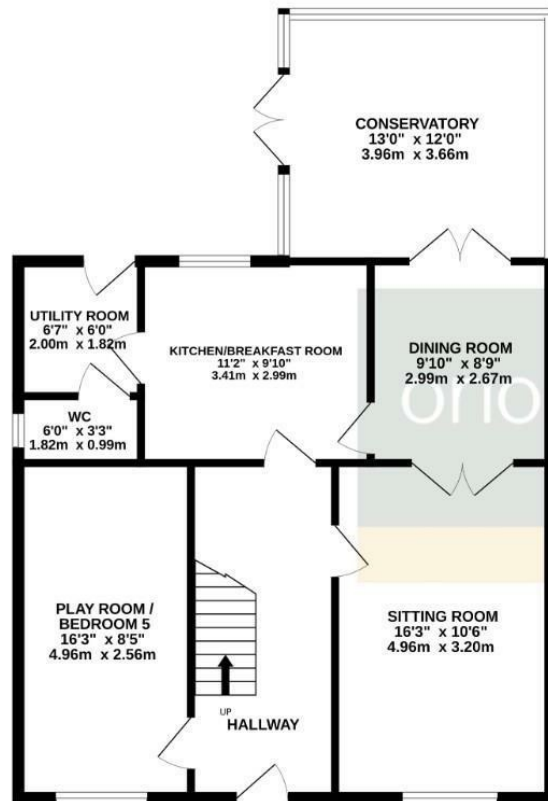 CONSERVATORY
13'0" x 12'0"
3.96m x 3.66m
UTILITY ROOM
6'7" x 6'0"
2.00m x 1.82m
KITCHEN/BREAKFAST ROOM
11'2" x 9'10"
3.41m x 2.99m
DINING ROOM
9'10" x 8'9"
2.99m x 2.67m
WC
6'0" x 3'3"
1.82m x 0.99m
PLAY ROOM /
BEDROOM 5
16'3" x 8'5"
4.96m x 2.56m
SITTING ROOM
16'3" x 10'6"
4.96m x 3.20m
UP
HALLWAY